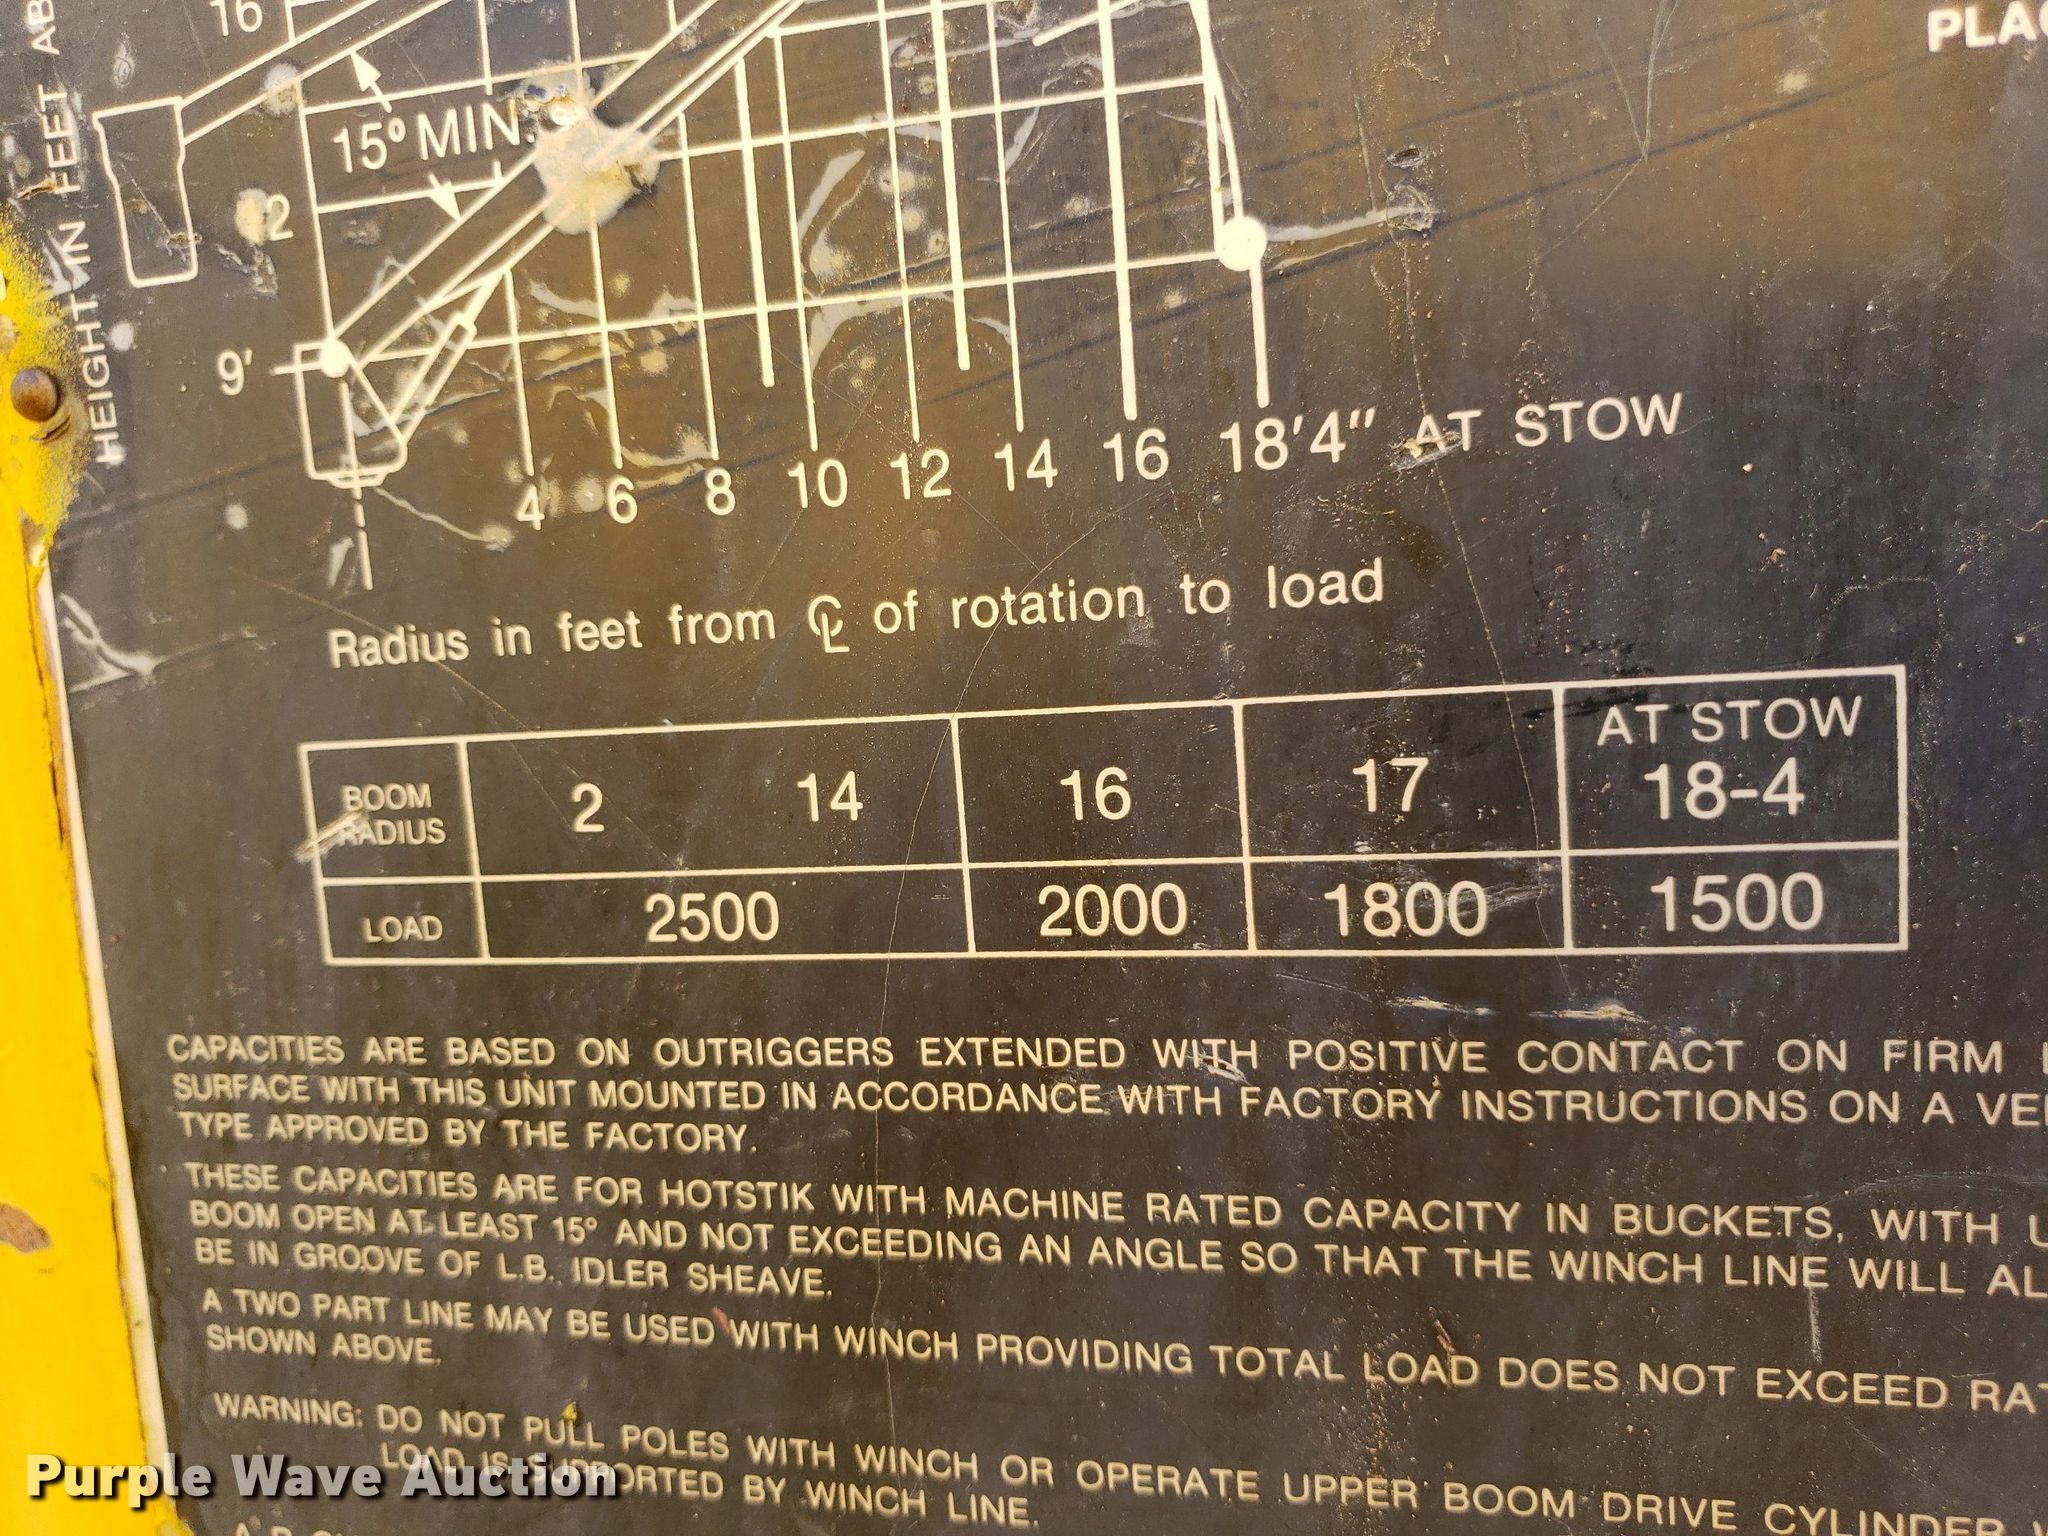 PLAC
HEIGHT IN FEET AB
16
15° MIN.
12
9'
4 6 8 10 12 14 16 18'4" AT STOW
Radius in feet from ℄ of rotation to load
BOOM RADIUS 2 14 16 17 AT STOW 18-4
LOAD 2500 2000 1800 1500
CAPACITIES ARE BASED ON OUTRIGGERS EXTENDED WITH POSITIVE CONTACT ON FIRM
SURFACE WITH THIS UNIT MOUNTED IN ACCORDANCE WITH FACTORY INSTRUCTIONS ON A VE
TYPE APPROVED BY THE FACTORY.
THESE CAPACITIES ARE FOR HOTSTIK WITH MACHINE RATED CAPACITY IN BUCKETS, WITH U
BOOM OPEN AT LEAST 15° AND NOT EXCEEDING AN ANGLE SO THAT THE WINCH LINE WILL AL
BE IN GROOVE OF L.B. IDLER SHEAVE.
A TWO PART LINE MAY BE USED WITH WINCH PROVIDING TOTAL LOAD DOES NOT EXCEED RAT
SHOWN ABOVE.
WARNING: DO NOT PULL POLES WITH WINCH OR OPERATE UPPER BOOM DRIVE CYLINDER
LOAD IS SUPPORTED BY WINCH LINE.
Purple Wave Auction